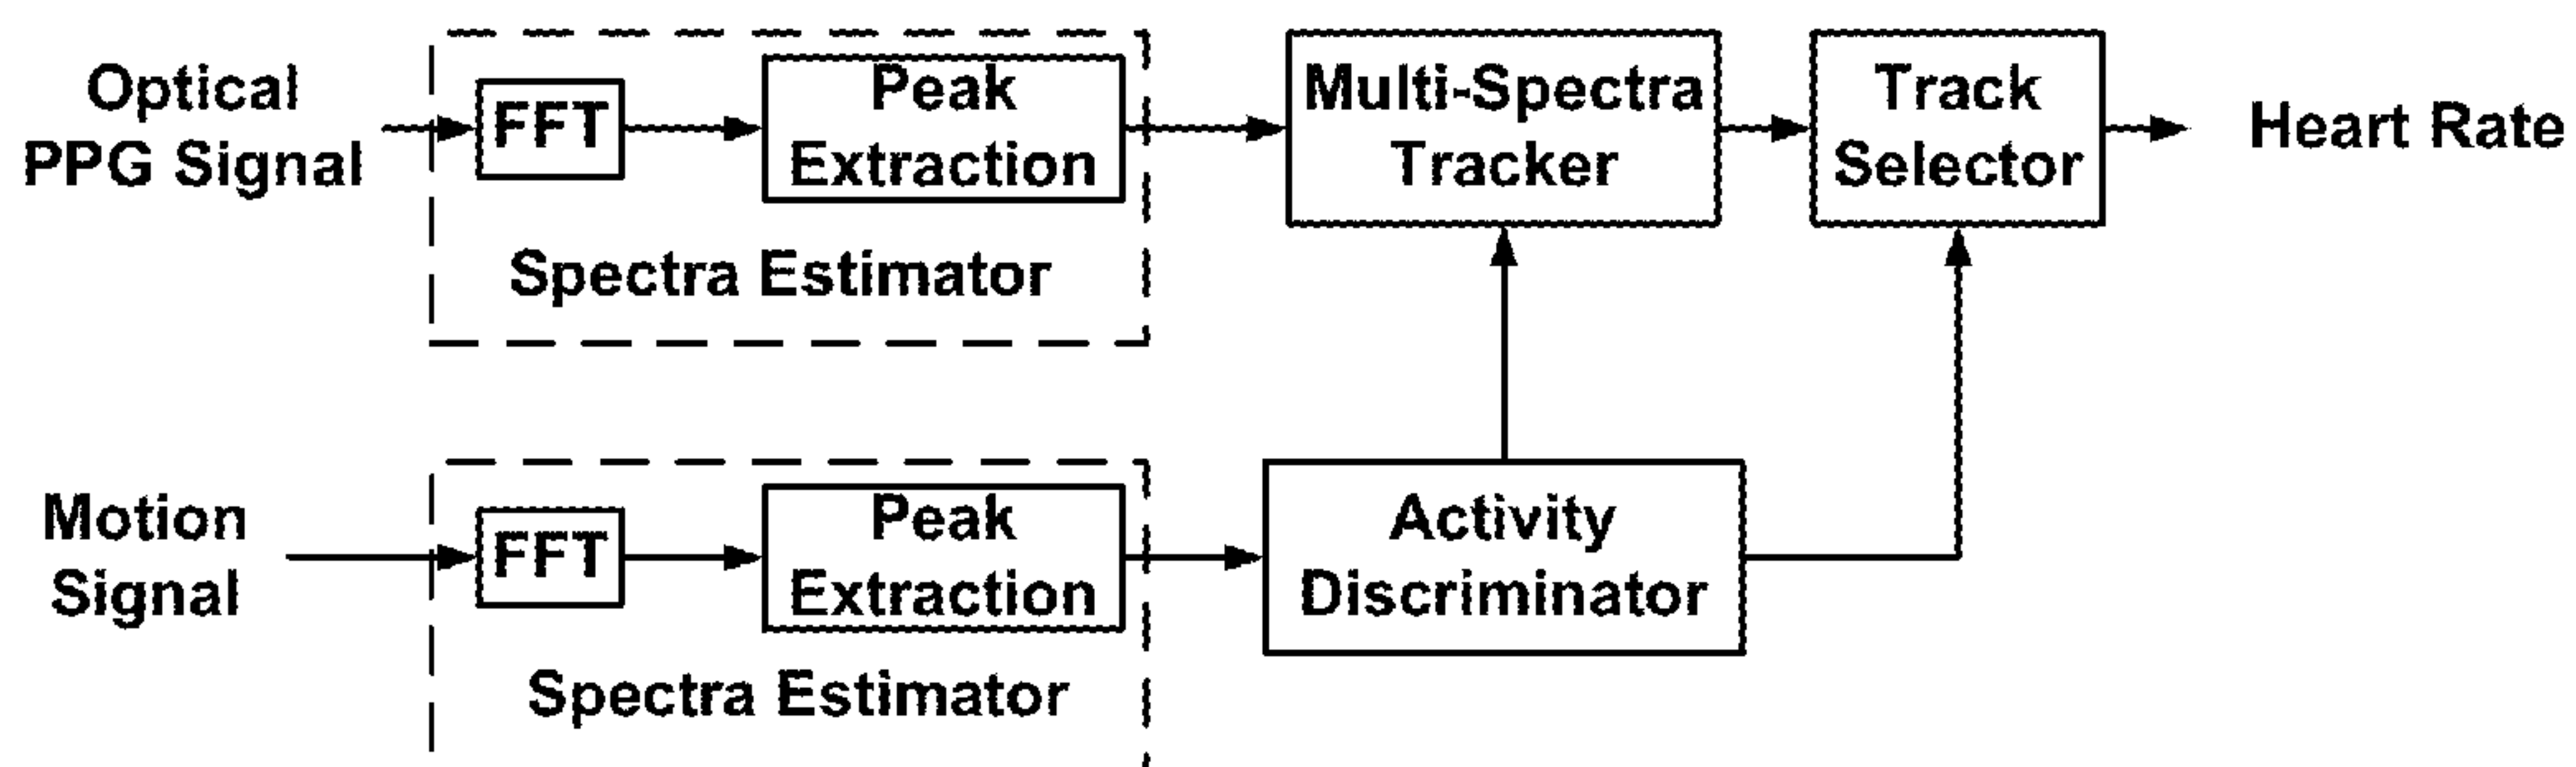 Optical
PPG Signal
FFT
Peak
Extraction
Spectra Estimator
Multi-Spectra
Tracker
Track
Selector
Heart Rate
Motion
Signal
FFT
Peak
Extraction
Spectra Estimator
Activity
Discriminator